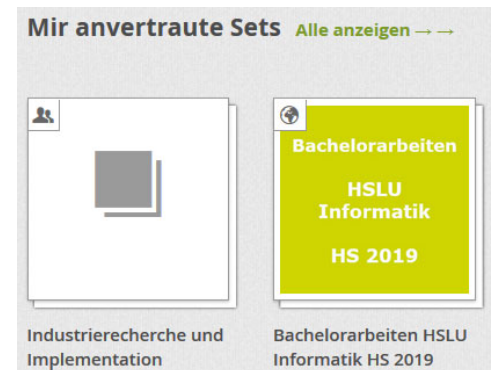 Mir anvertraute Sets Alle anzeigen → →
Bachelorarbeiten
HSLU
Informatik
HS 2019
Industrierecherche und
Implementation
Bachelorarbeiten HSLU
Informatik HS 2019